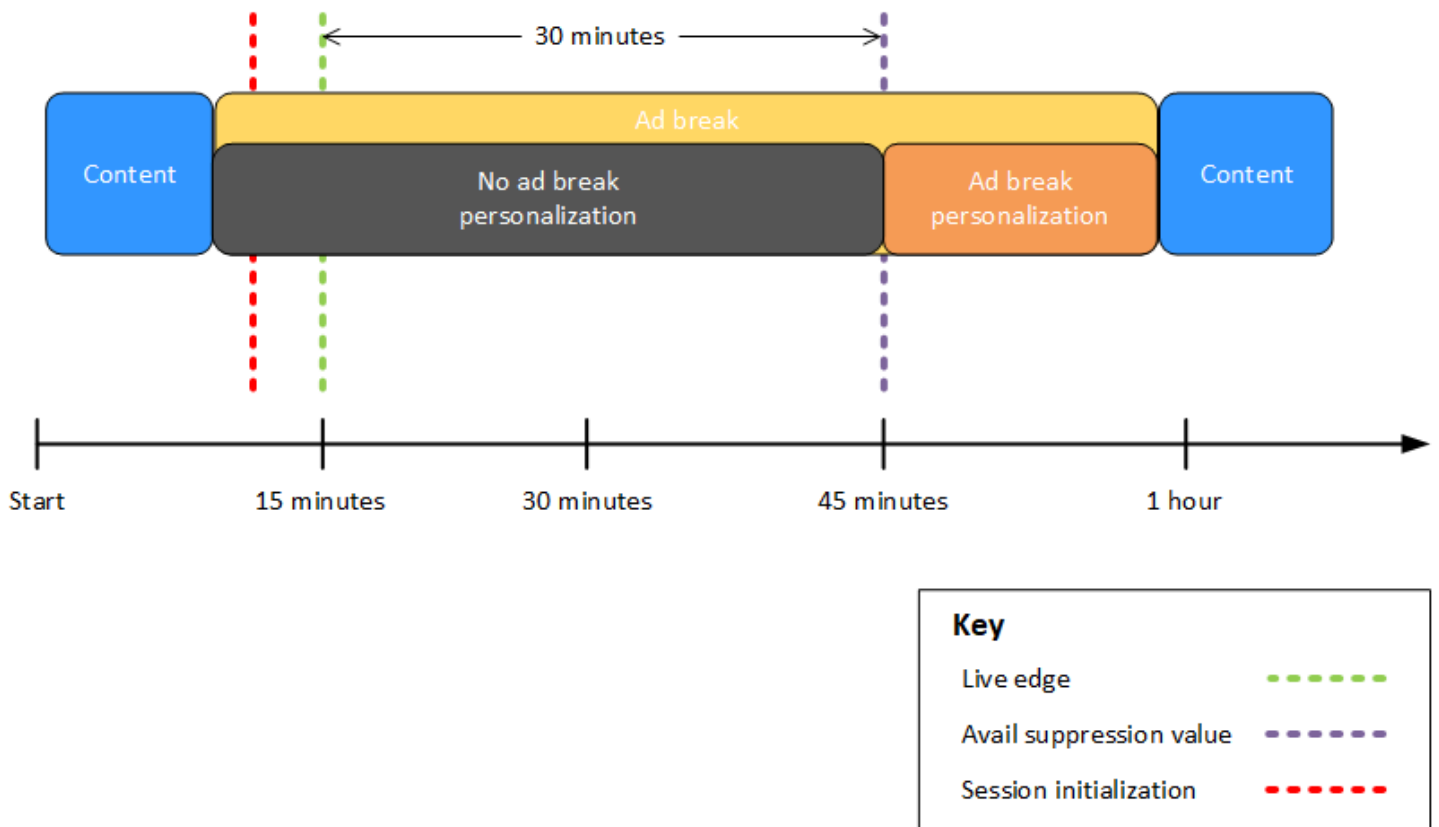 30 minutes
Ad break
Content
No ad break
personalization
Ad break
personalization
Content
Start
15 minutes
30 minutes
45 minutes
1 hour
Key
Live edge
Avail suppression value
Session initialization